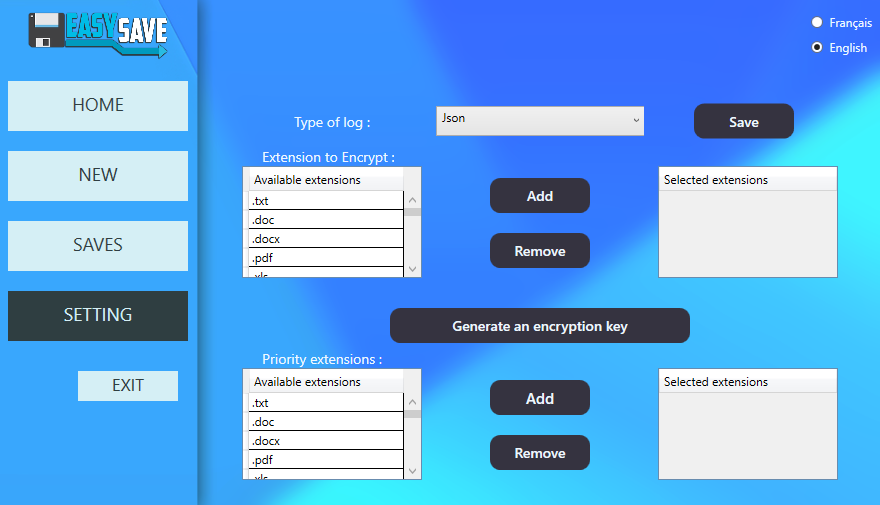 EASY SAVE
Français
English
HOME
NEW
SAVES
SETTING
EXIT
Type of log :
Json
Save
Extension to Encrypt :
Available extensions
.txt
.doc
.docx
.pdf
.xls
Add
Remove
Selected extensions
Generate an encryption key
Priority extensions :
Available extensions
.txt
.doc
.docx
.pdf
.xls
Add
Remove
Selected extensions